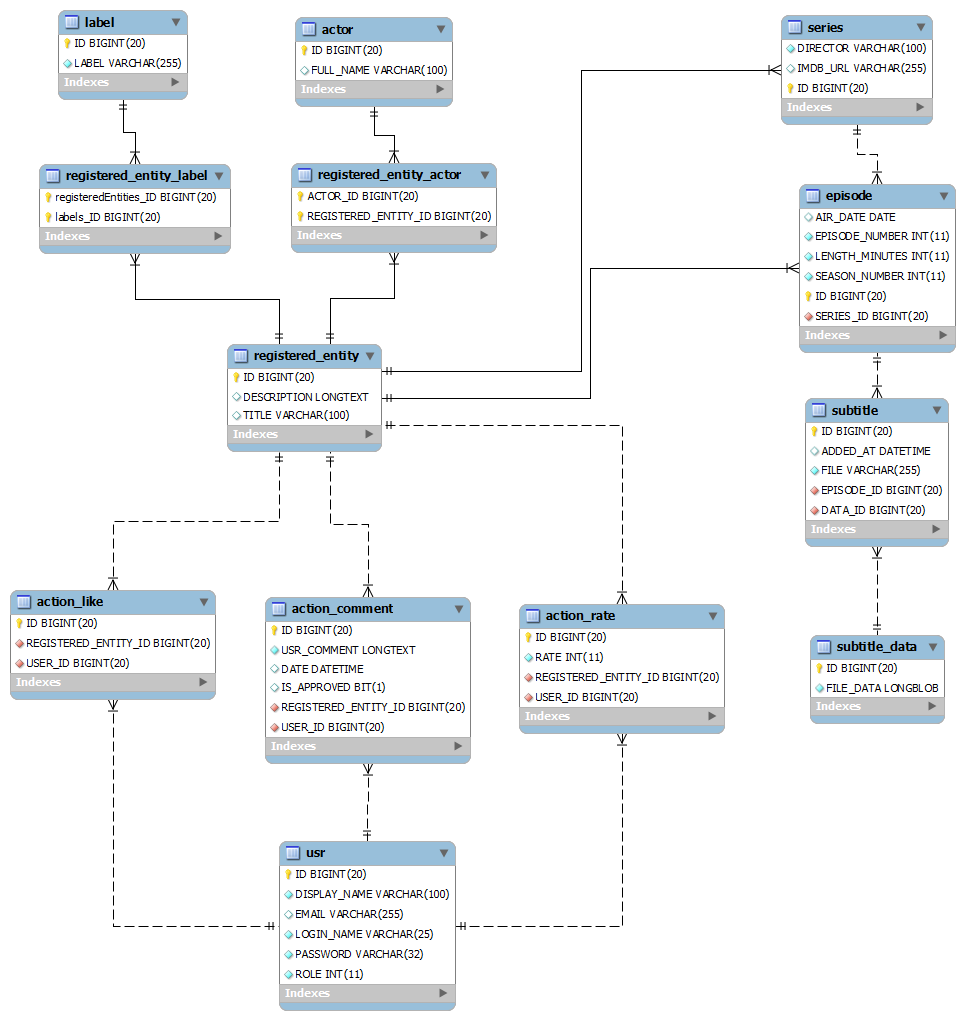 label
ID BIGINT(20)
LABEL VARCHAR(255)
Indexes
actor
ID BIGINT(20)
FULL_NAME VARCHAR(100)
Indexes
series
DIRECTOR VARCHAR(100)
IMDB_URL VARCHAR(255)
ID BIGINT(20)
Indexes
registered_entity_label
registeredEntities_ID BIGINT(20)
labels_ID BIGINT(20)
Indexes
registered_entity_actor
ACTOR_ID BIGINT(20)
REGISTERED_ENTITY_ID BIGINT(20)
Indexes
episode
AIR_DATE DATE
EPISODE_NUMBER INT(11)
LENGTH_MINUTES INT(11)
SEASON_NUMBER INT(11)
ID BIGINT(20)
SERIES_ID BIGINT(20)
Indexes
registered_entity
ID BIGINT(20)
DESCRIPTION LONGTEXT
TITLE VARCHAR(100)
Indexes
subtitle
ID BIGINT(20)
ADDED_AT DATETIME
FILE VARCHAR(255)
EPISODE_ID BIGINT(20)
DATA_ID BIGINT(20)
Indexes
action_like
ID BIGINT(20)
REGISTERED_ENTITY_ID BIGINT(20)
USER_ID BIGINT(20)
Indexes
action_comment
ID BIGINT(20)
USR_COMMENT LONGTEXT
DATE DATETIME
IS_APPROVED BIT(1)
REGISTERED_ENTITY_ID BIGINT(20)
USER_ID BIGINT(20)
Indexes
action_rate
ID BIGINT(20)
RATE INT(11)
REGISTERED_ENTITY_ID BIGINT(20)
USER_ID BIGINT(20)
Indexes
subtitle_data
ID BIGINT(20)
FILE_DATA LONGBLOB
Indexes
usr
ID BIGINT(20)
DISPLAY_NAME VARCHAR(100)
EMAIL VARCHAR(255)
LOGIN_NAME VARCHAR(25)
PASSWORD VARCHAR(32)
ROLE INT(11)
Indexes